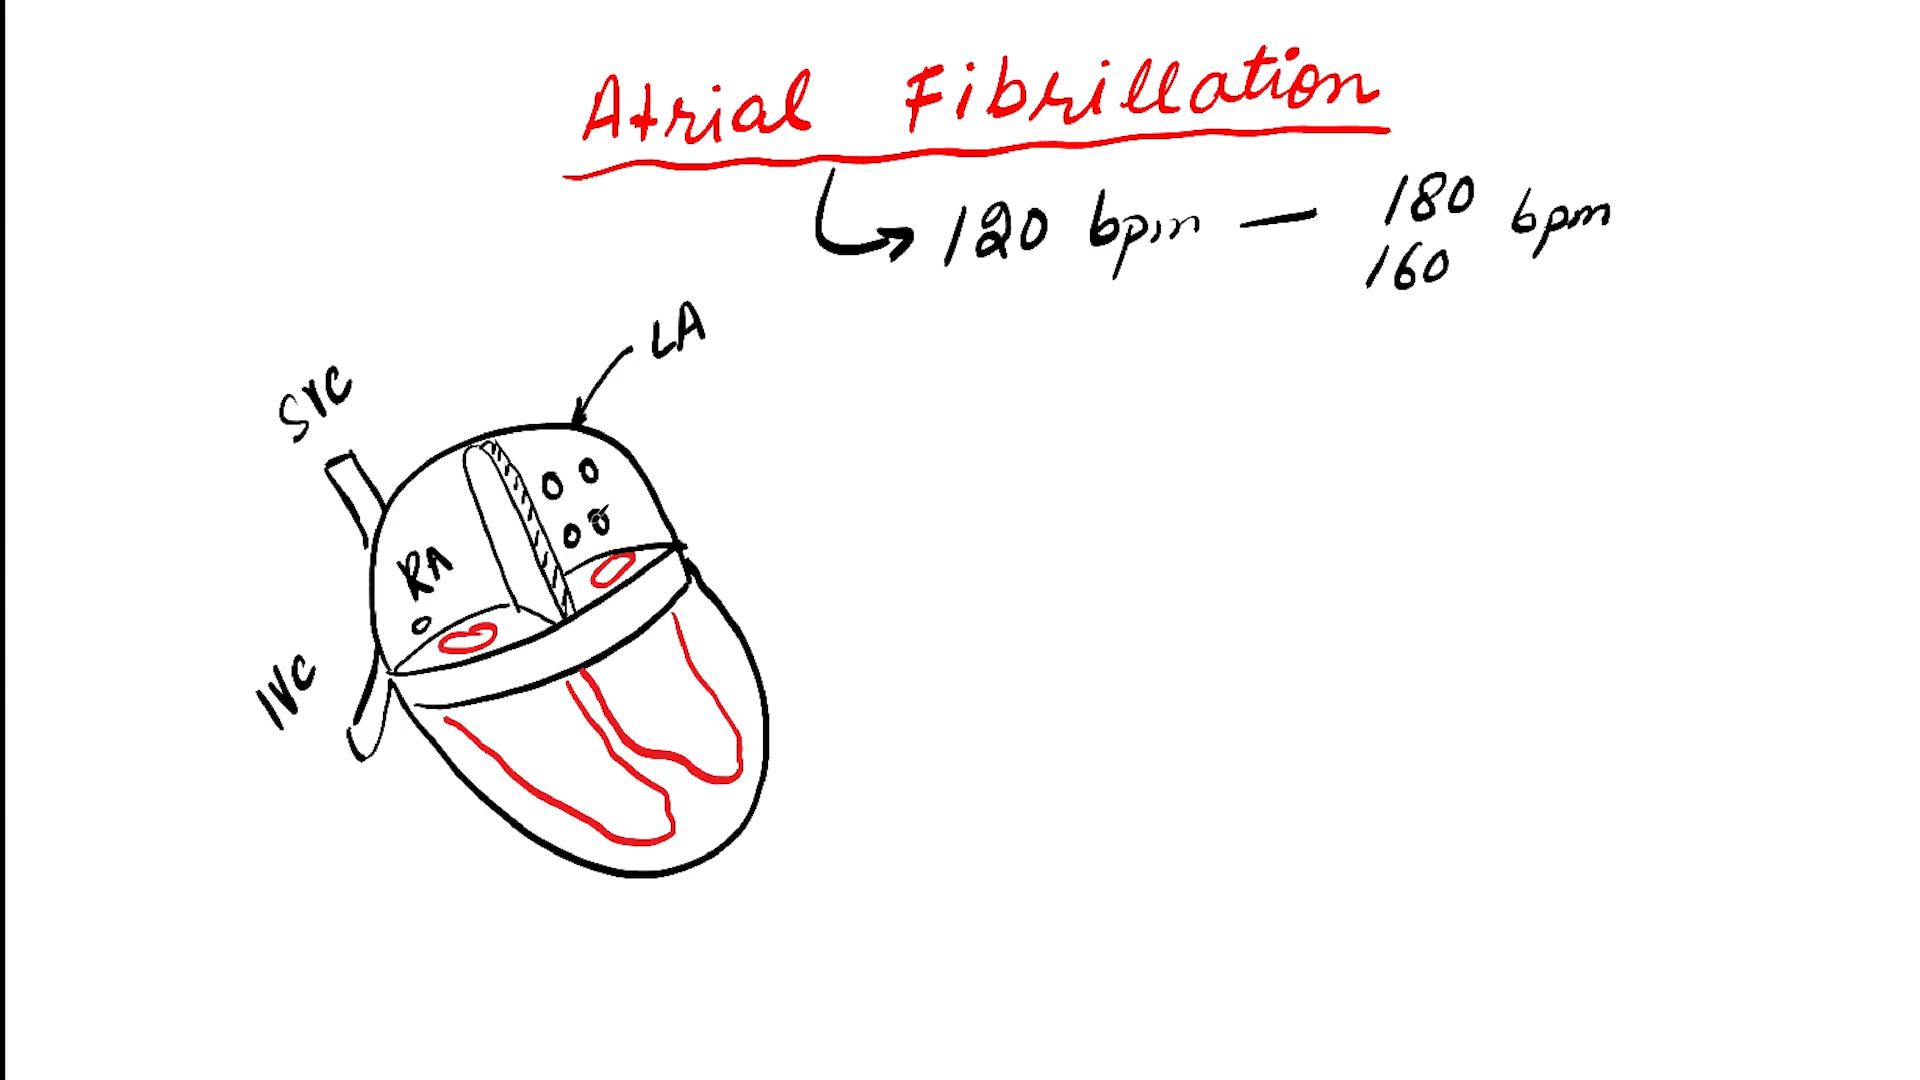 Atrial Fibrillation
120 bpm — 180 bpm
160
LA
SVC
RA
IVC